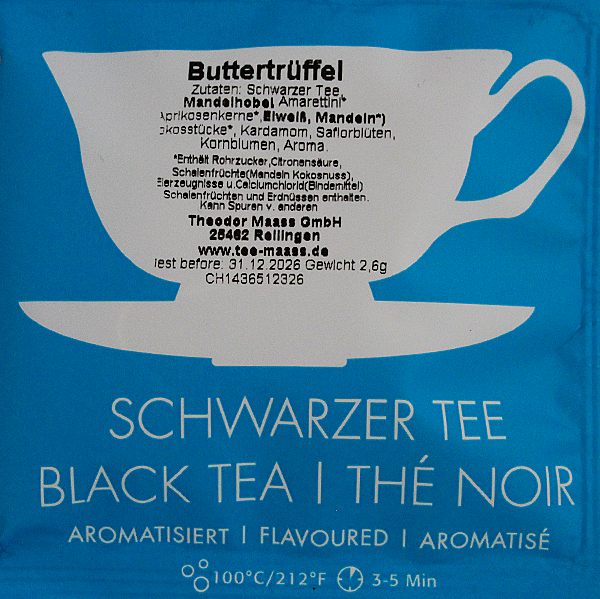 Buttertrüffel
Zutaten: Schwarzer Tee,
Mandelhobel Amarettini*
Aprikosenkerne*,Eiweiß, Mandeln*)
okosstücke*, Kardamom, Saflorblüten,
Kornblumen, Aroma.
*Enthält Rohrzucker,Citronensäure,
Schalenfrüchte(Mandeln Kokosnuss),
Eierzeugnisse u.Calciumchlorid(Bindemittel)
Schalenfrüchten und Erdnüssen enthalten.
Kann Spuren v. anderen
Theodor Maass GmbH
25462 Rellingen
www.tee-maass.de
est before: 31.12.2026 Gewicht 2,6g
CH1436512326
SCHWARZER TEE
BLACK TEA | THÉ NOIR
AROMATISIERT | FLAVOURED | AROMATISÉ
100°C/212°F 3-5 Min